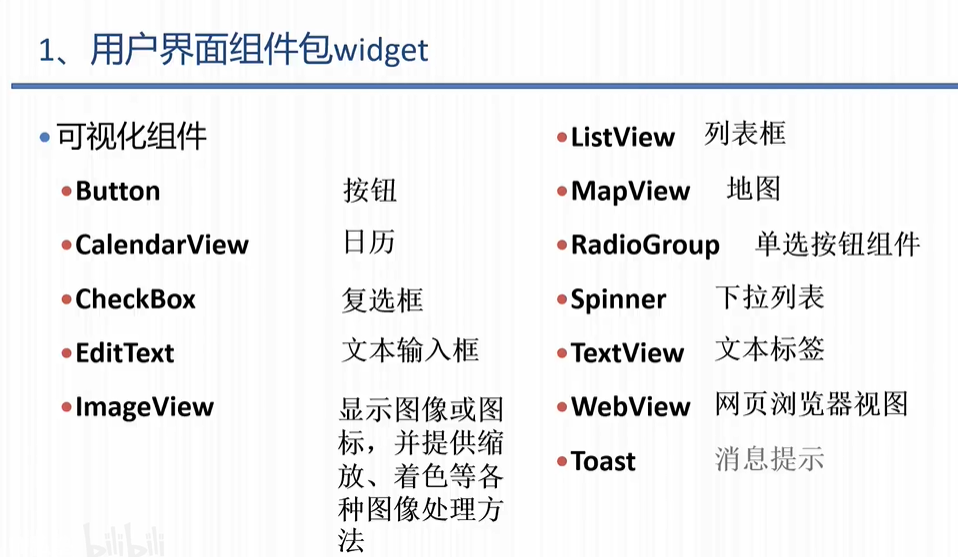 1、用户界面组件包widget
可视化组件
Button 按钮
CalendarView 日历
CheckBox 复选框
EditText 文本输入框
ImageView 显示图像或图
标，并提供缩
放、着色等各
种图像处理方
法
ListView 列表框
MapView 地图
RadioGroup 单选按钮组件
Spinner 下拉列表
TextView 文本标签
WebView 网页浏览器视图
Toast 消息提示
bilibili